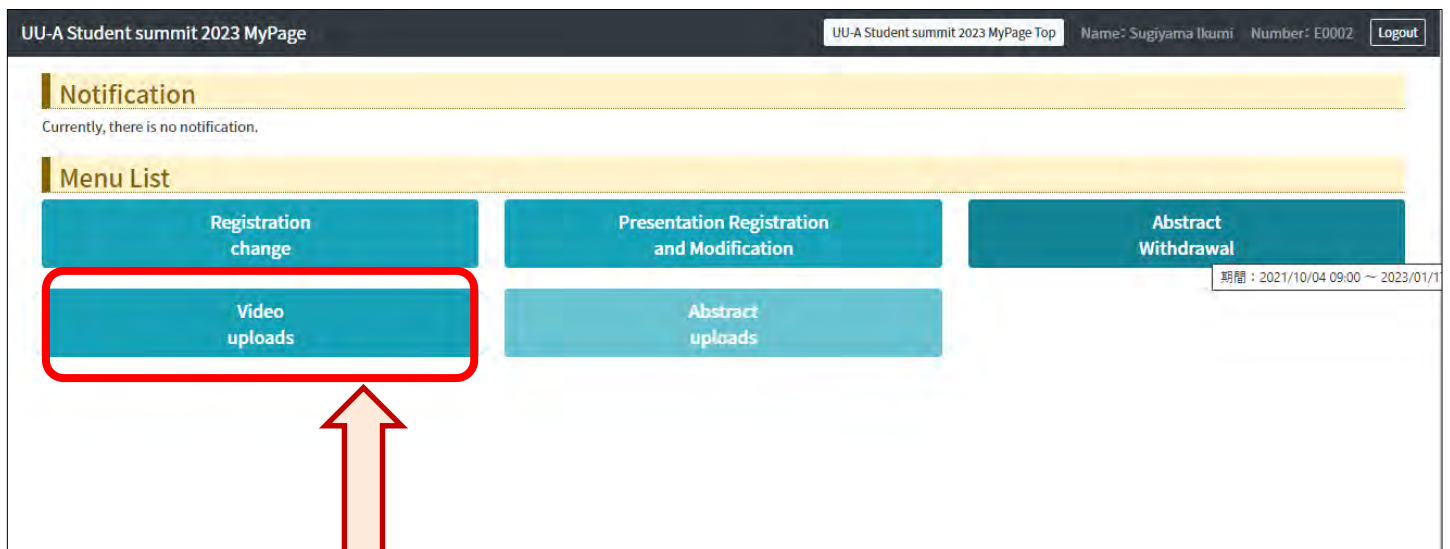 UU-A Student summit 2023 MyPage
UU-A Student summit 2023 MyPage Top
Name: Sugiyama Ikumi
Number: E0002
Logout
Notification
Currently, there is no notification.
Menu List
Registration
change
Presentation Registration
and Modification
Abstract
Withdrawal
期間：2021/10/04 09:00 ～ 2023/01/1
Video
uploads
Abstract
uploads